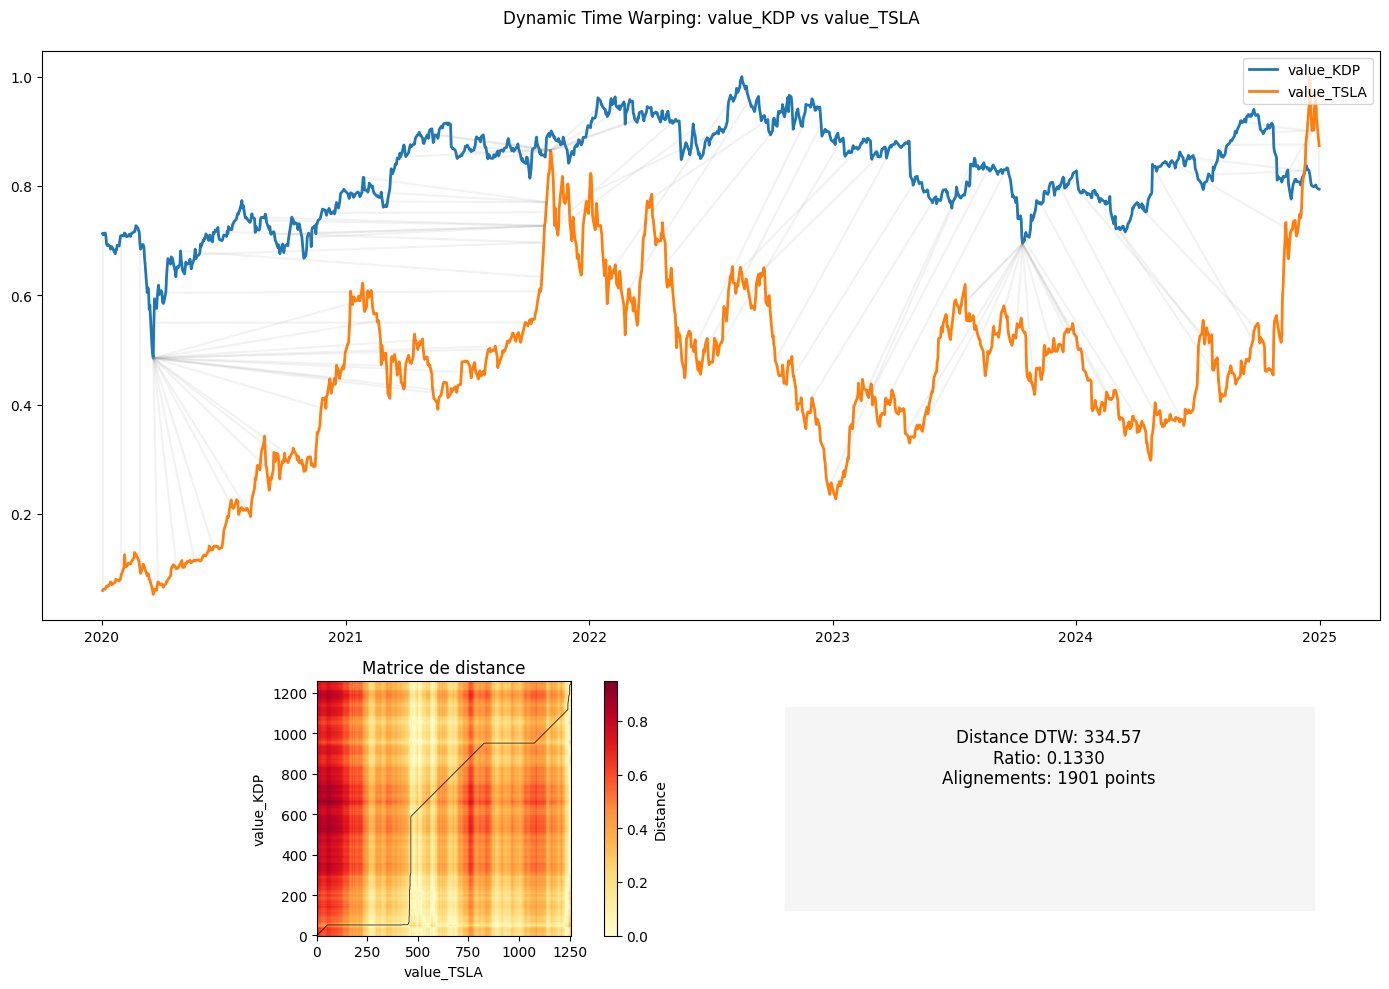 Dynamic Time Warping: value_KDP vs value_TSLA
value_KDP
value_TSLA
1.0
0.8
0.6
0.4
0.2
2020 2021 2022 2023 2024 2025
Matrice de distance
value_KDP
1200
1000
800
600
400
200
0
0 250 500 750 1000 1250
value_TSLA
0.8
0.6
0.4
0.2
0.0
Distance
Distance DTW: 334.57
Ratio: 0.1330
Alignements: 1901 points